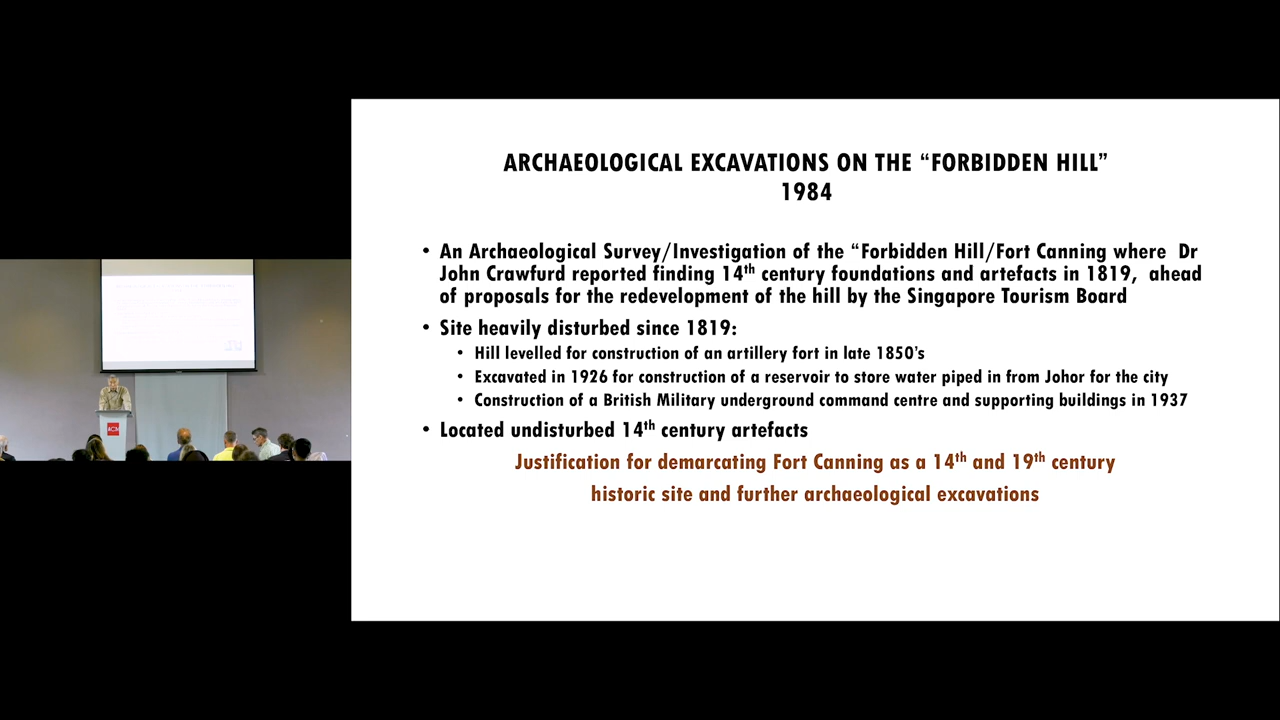 ARCHAEOLOGICAL EXCAVATIONS ON THE “FORBIDDEN HILL”
1984
• An Archaeological Survey/Investigation of the “Forbidden Hill/Fort Canning where Dr
John Crawfurd reported finding 14th century foundations and artefacts in 1819, ahead
of proposals for the redevelopment of the hill by the Singapore Tourism Board
• Site heavily disturbed since 1819:
• Hill levelled for construction of an artillery fort in late 1850’s
• Excavated in 1926 for construction of a reservoir to store water piped in from Johor for the city
• Construction of a British Military underground command centre and supporting buildings in 1937
• Located undisturbed 14th century artefacts
Justification for demarcating Fort Canning as a 14th and 19th century
historic site and further archaeological excavations
ACM